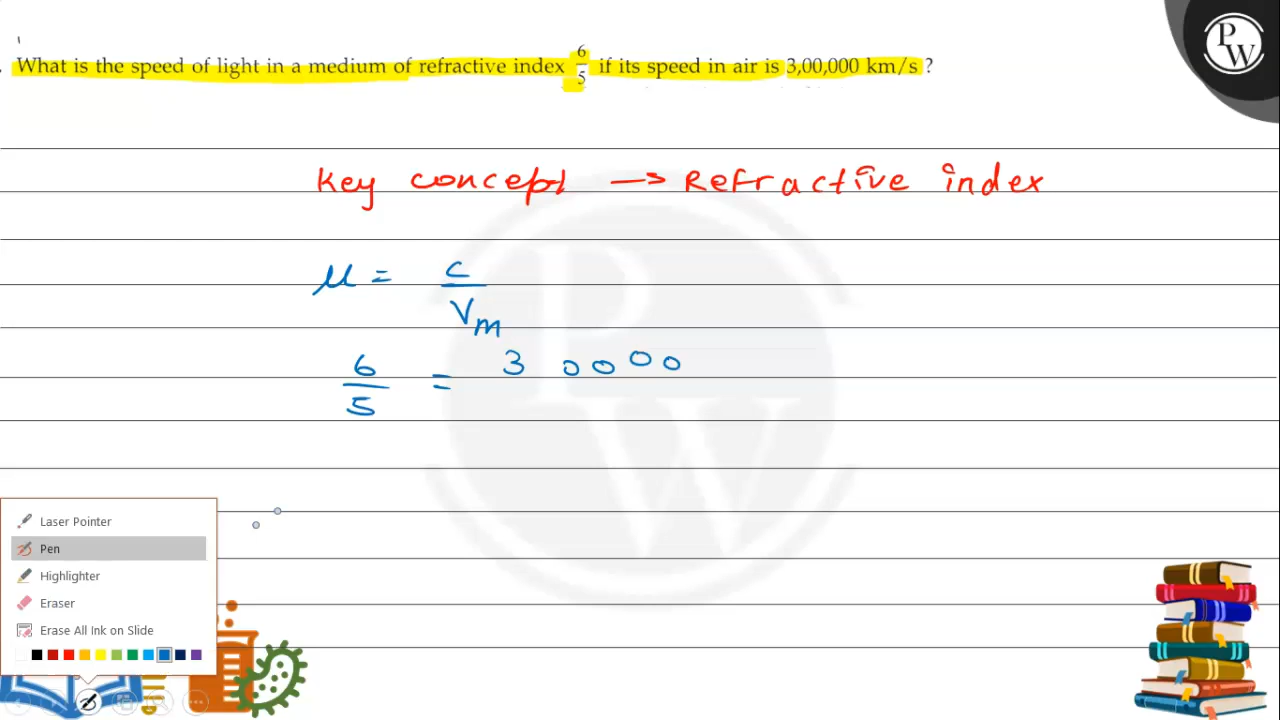 PW
What is the speed of light in a medium of refractive index 6/5 if its speed in air is 3,00,000 km/s ?
Key concept → Refractive index
μ = c/Vm
6/5 = 3 0000
PW
Laser Pointer
Pen
Highlighter
Eraser
Erase All Ink on Slide